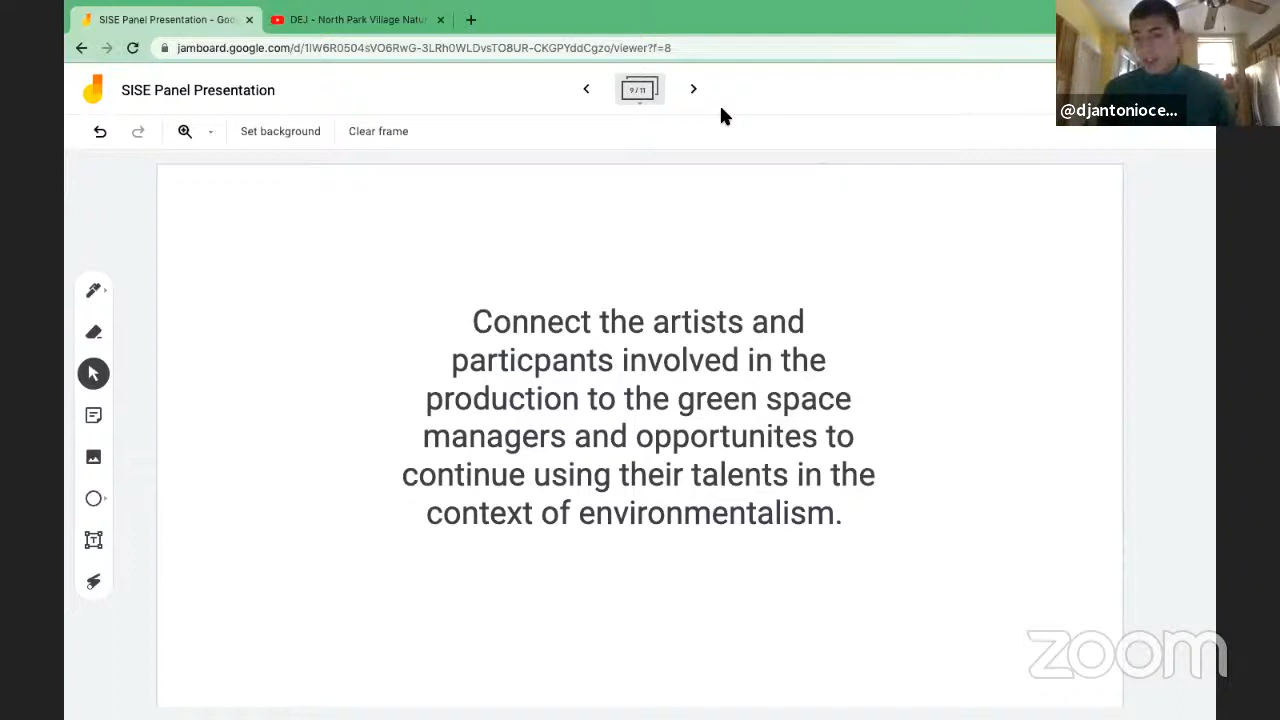 SISE Panel Presentation - Goo
DEJ - North Park Village Natur
jamboard.google.com/d/1IW6R0504sVO6RwG-3LRh0WLDvsTO8UR-CKGPYddCgzo/viewer?f=8
SISE Panel Presentation
9 / 11
@djantonioce...
Set background
Clear frame
Connect the artists and
particpants involved in the
production to the green space
managers and opportunites to
continue using their talents in the
context of environmentalism.
zoom